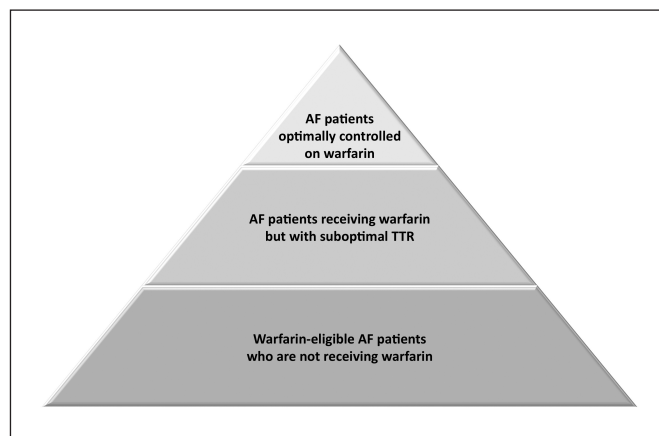 AF patients
optimally controlled
on warfarin
AF patients receiving warfarin
but with suboptimal TTR
Warfarin-eligible AF patients
who are not receiving warfarin